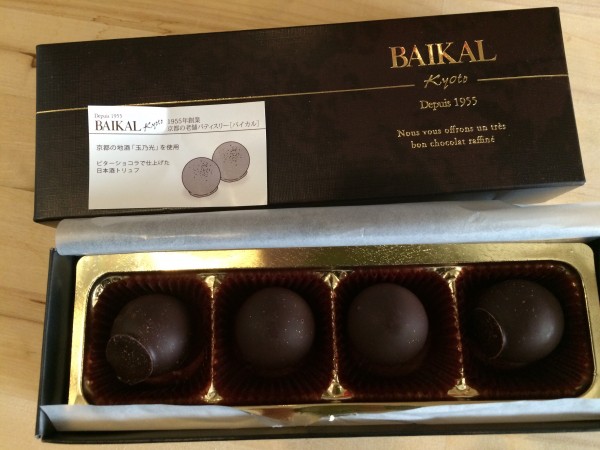 BAIKAL
Kyoto
Depuis 1955
Nous vous offrons un très
bon chocolat raffiné
Depuis 1955
BAIKAL Kyoto
1955年創業
京都の老舗パティスリー[バイカル]
京都の地酒「玉乃光」を使用
ビターショコラで仕上げた
日本酒トリュフ